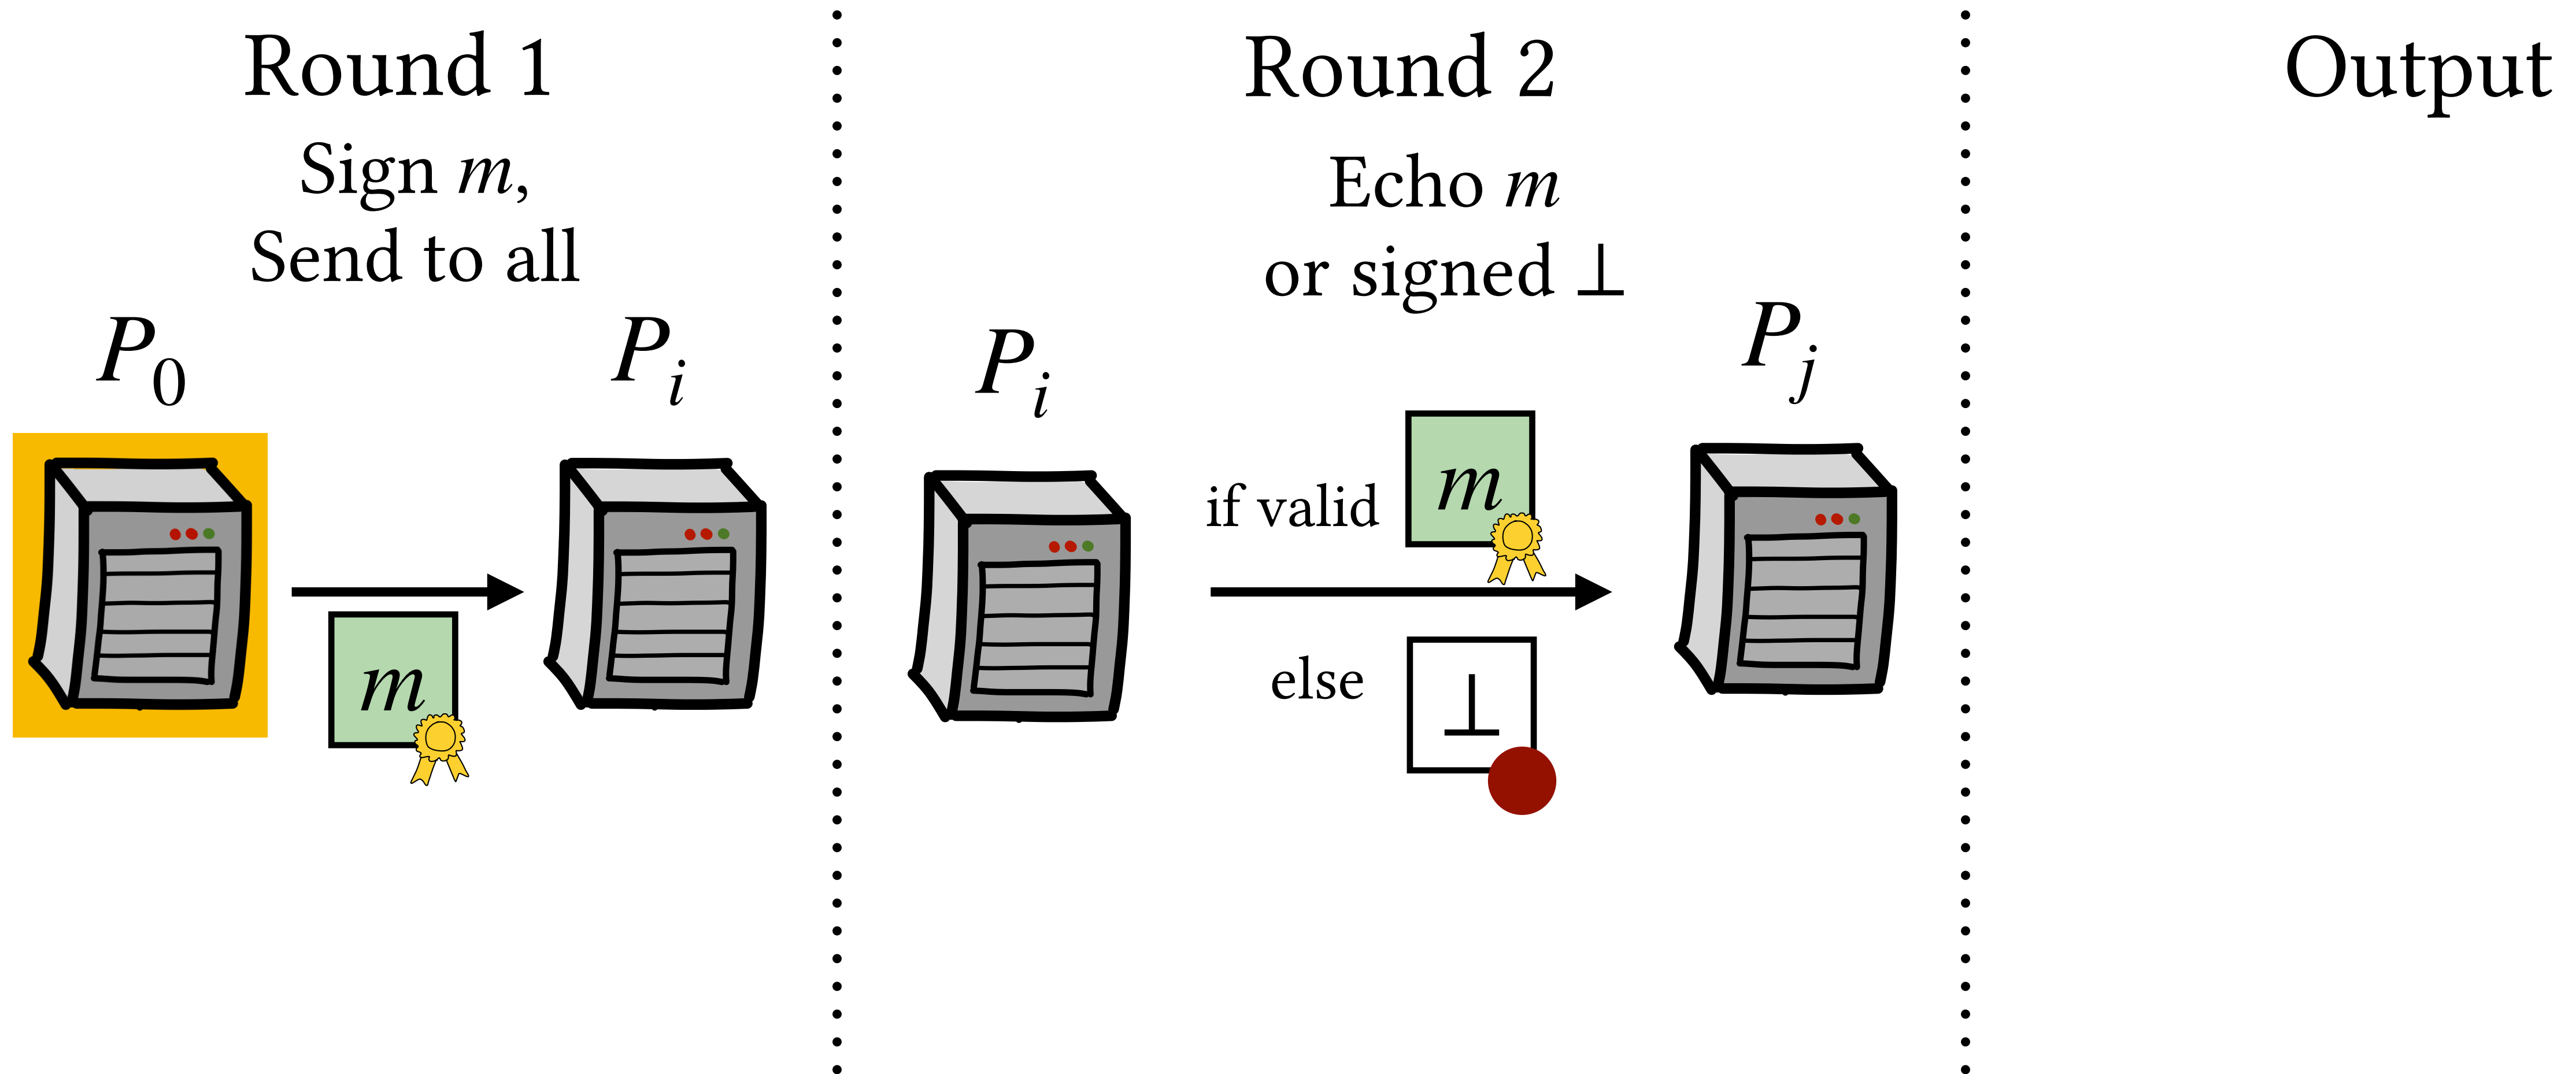 Round 1
Sign m,
Send to all
P₀
Pᵢ
m
Round 2
Echo m
or signed ⊥
Pᵢ
Pⱼ
if valid
m
else
⊥
Output